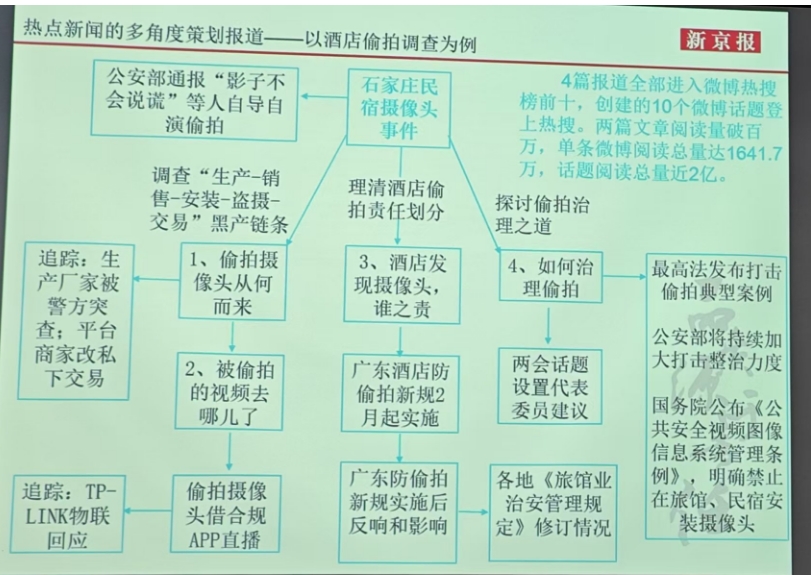 热点新闻的多角度策划报道——以酒店偷拍调查为例
新京报
公安部通报“影子不
会说谎”等人自导自
演偷拍
石家庄民
宿摄像头
事件
4篇报道全部进入微博热搜
榜前十，创建的10个微博话题登
上热搜。两篇文章阅读量破百
万，单条微博阅读总量达1641.7
万，话题阅读总量近2亿。
调查“生产-销
售-安装-盗摄-
交易”黑产链条
理清酒店偷
拍责任划分
探讨偷拍治
理之道
追踪：生
产厂家被
警方突
查；平台
商家改私
下交易
1、偷拍摄
像头从何
而来
3、酒店发
现摄像头，
谁之责
4、如何治
理偷拍
最高法发布打击
偷拍典型案例
公安部将持续加
大打击整治力度
国务院公布《公
共安全视频图像
信息系统管理条
例》，明确禁止
在旅馆、民宿安
装摄像头
2、被偷拍
的视频去
哪儿了
广东酒店防
偷拍新规2
月起实施
两会话题
设置代表
委员建议
追踪：TP-
LINK物联
回应
偷拍摄像
头借合规
APP直播
广东防偷拍
新规实施后
反响和影响
各地《旅馆业
治安管理规
定》修订情况